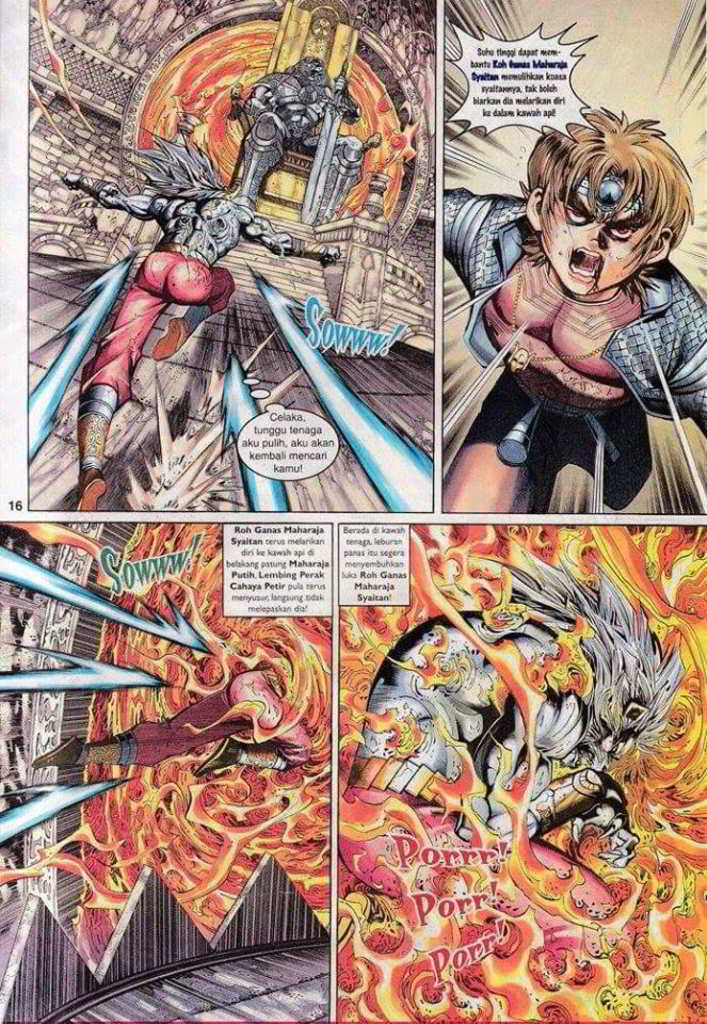 Sowww!
Celaka,
tunggu tenaga
aku pulih, aku akan
kembali mencari
kamu!
Suhu tinggi dapat mem-
bantu Roh Ganas Maharaja
Syaitan memulihkan kuasa
syaitannya, tak boleh
biarkan dia melarikan diri
ke dalam kawah api!
16
Sowww!
Roh Ganas Maharaja
Syaitan terus melarikan
diri ke kawah api di
belakang patung Maharaja
Putih, Lembing Perak
Cahaya Petir pula terus
menyusur, langsung tidak
melepaskan dia!
Berada di kawah
tenaga, leburan
panas itu segera
menyembuhkan
luka Roh Ganas
Maharaja
Syaitan!
Porrr!
Porr!
Porr!